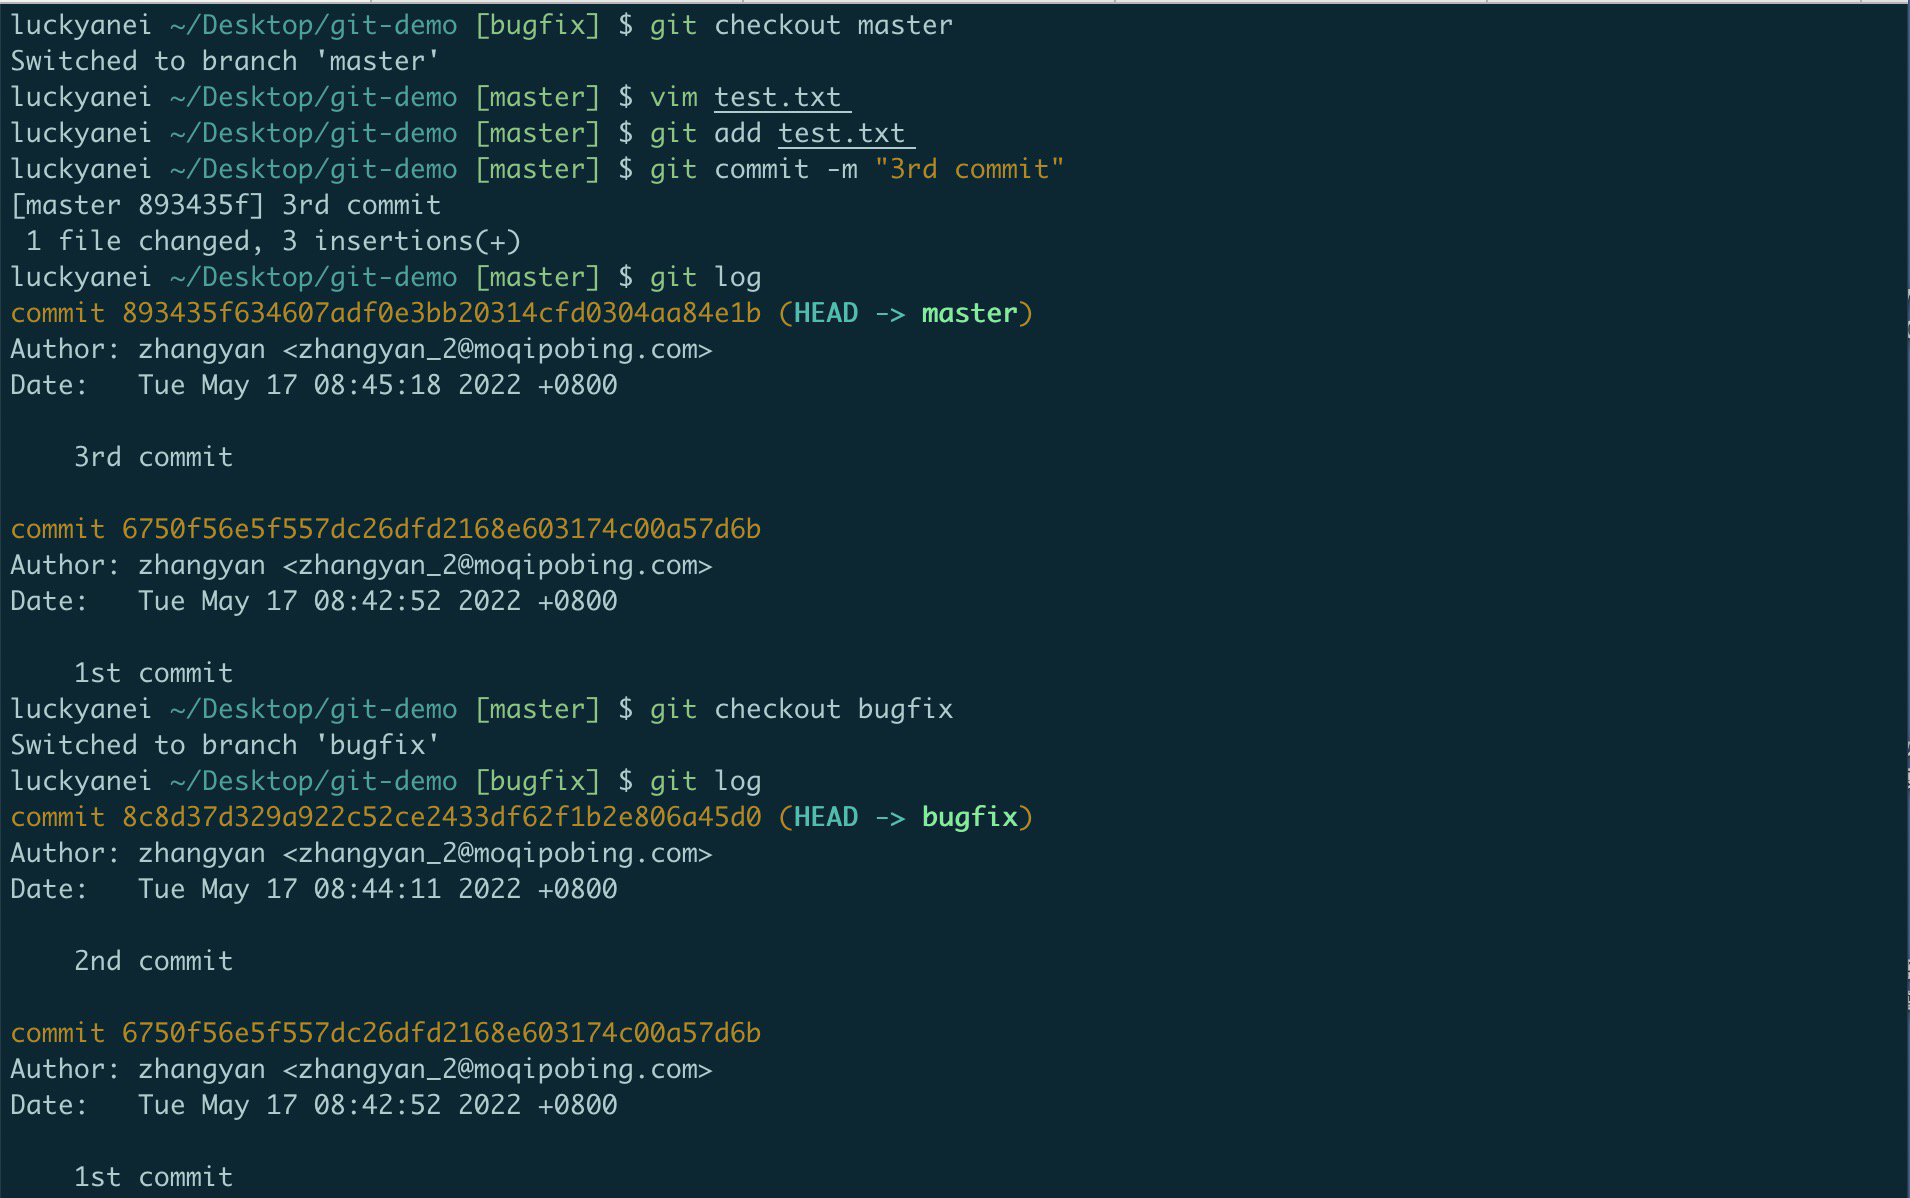 luckyanei ~/Desktop/git-demo [bugfix] $ git checkout master
Switched to branch 'master'
luckyanei ~/Desktop/git-demo [master] $ vim test.txt
luckyanei ~/Desktop/git-demo [master] $ git add test.txt
luckyanei ~/Desktop/git-demo [master] $ git commit -m "3rd commit"
[master 893435f] 3rd commit
 1 file changed, 3 insertions(+)
luckyanei ~/Desktop/git-demo [master] $ git log
commit 893435f634607adf0e3bb20314cfd0304aa84e1b (HEAD -> master)
Author: zhangyan <zhangyan_2@moqipobing.com>
Date:   Tue May 17 08:45:18 2022 +0800
    3rd commit
commit 6750f56e5f557dc26dfd2168e603174c00a57d6b
Author: zhangyan <zhangyan_2@moqipobing.com>
Date:   Tue May 17 08:42:52 2022 +0800
    1st commit
luckyanei ~/Desktop/git-demo [master] $ git checkout bugfix
Switched to branch 'bugfix'
luckyanei ~/Desktop/git-demo [bugfix] $ git log
commit 8c8d37d329a922c52ce2433df62f1b2e806a45d0 (HEAD -> bugfix)
Author: zhangyan <zhangyan_2@moqipobing.com>
Date:   Tue May 17 08:44:11 2022 +0800
    2nd commit
commit 6750f56e5f557dc26dfd2168e603174c00a57d6b
Author: zhangyan <zhangyan_2@moqipobing.com>
Date:   Tue May 17 08:42:52 2022 +0800
    1st commit